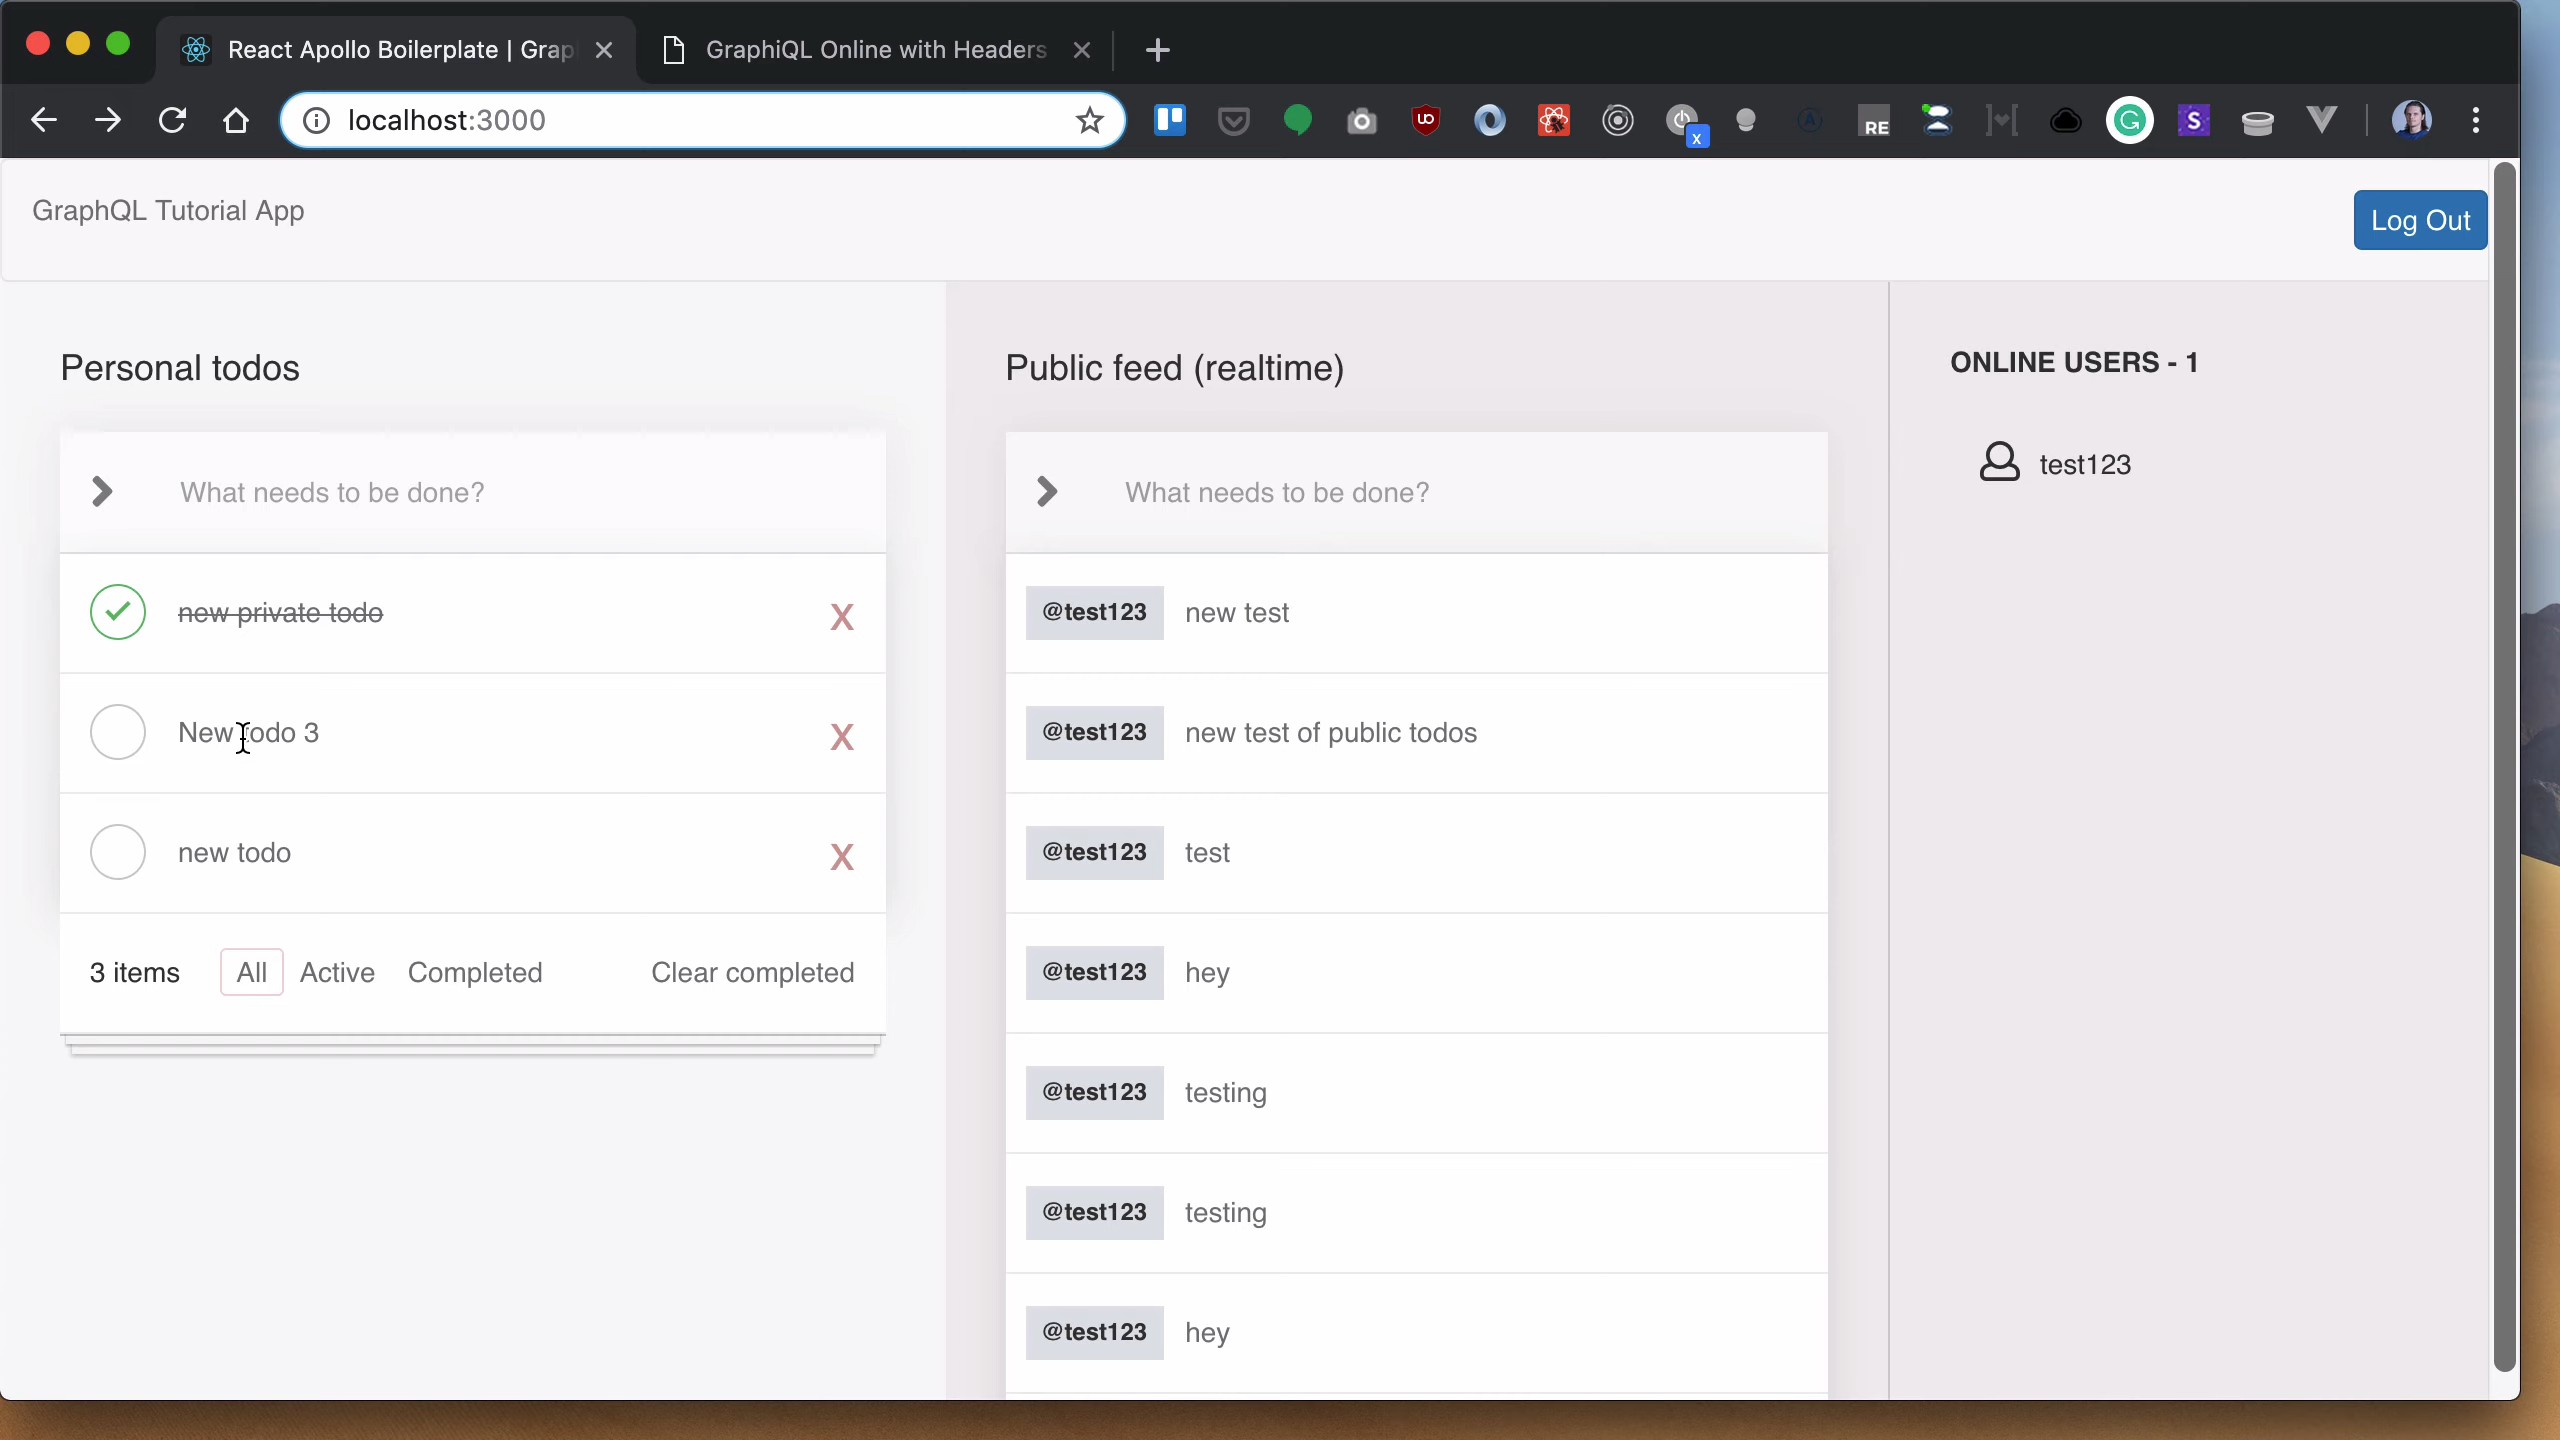 React Apollo Boilerplate | Grap
GraphiQL Online with Headers
localhost:3000
GraphQL Tutorial App
Log Out
Personal todos
What needs to be done?
new private todo
X
New todo 3
X
new todo
X
3 items
All
Active
Completed
Clear completed
Public feed (realtime)
What needs to be done?
@test123 new test
@test123 new test of public todos
@test123 test
@test123 hey
@test123 testing
@test123 testing
@test123 hey
ONLINE USERS - 1
test123